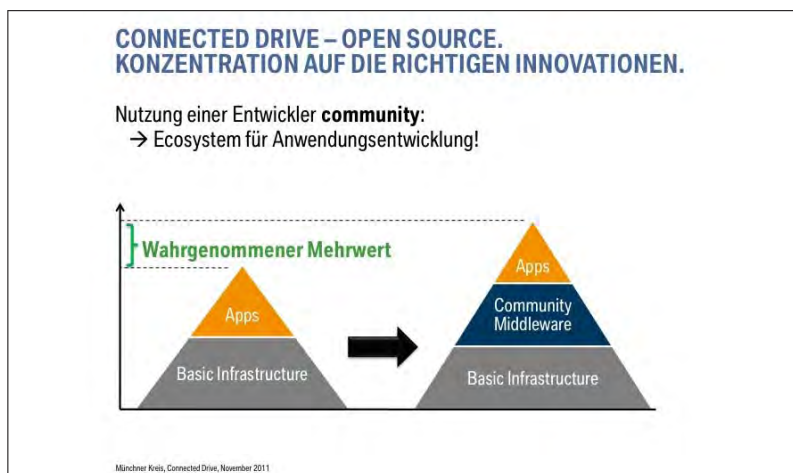 CONNECTED DRIVE – OPEN SOURCE.
KONZENTRATION AUF DIE RICHTIGEN INNOVATIONEN.
Nutzung einer Entwickler community:
→ Ecosystem für Anwendungsentwicklung!
Wahrgenommener Mehrwert
Apps
Basic Infrastructure
Apps
Community
Middleware
Basic Infrastructure
Münchner Kreis, Connected Drive, November 2011